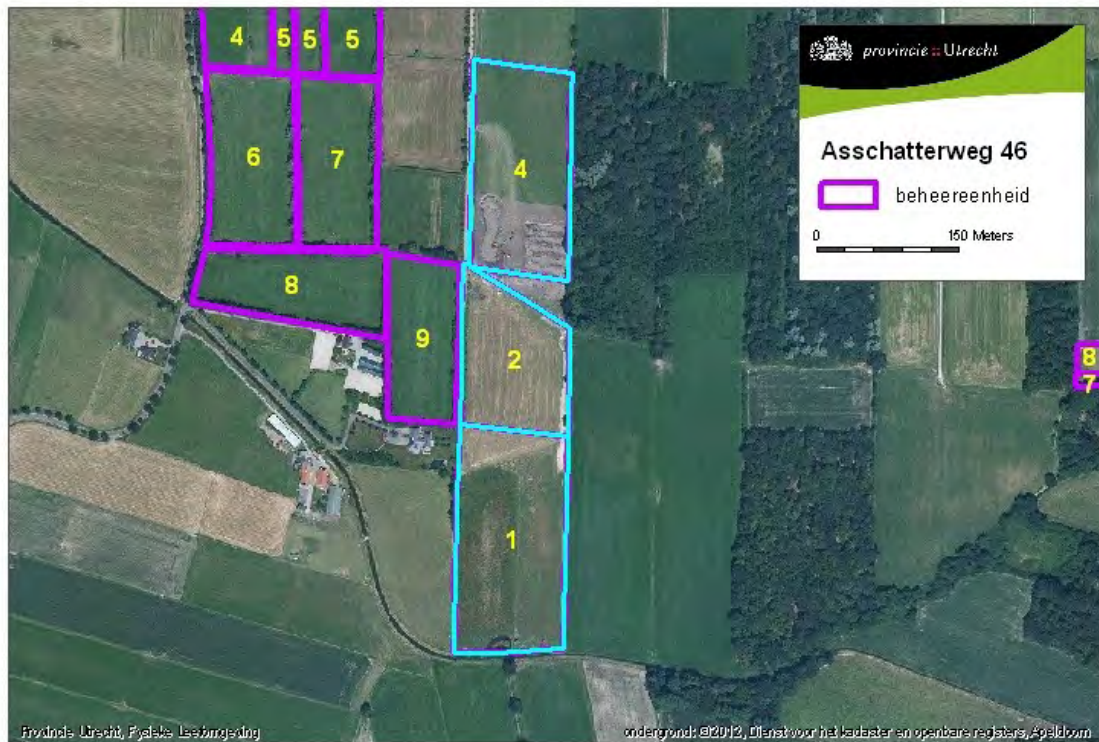 provincie :: Utrecht
Asschatterweg 46
beheereenheid
0 150 Meters
4 5 5 5
6 7 4
8 9 2
8
7
1
Provincie Utrecht, Fysieke Leefomgeving
ondergrond: ©2012, Dienst voor het kadaster en openbare registers, Apeldoorn